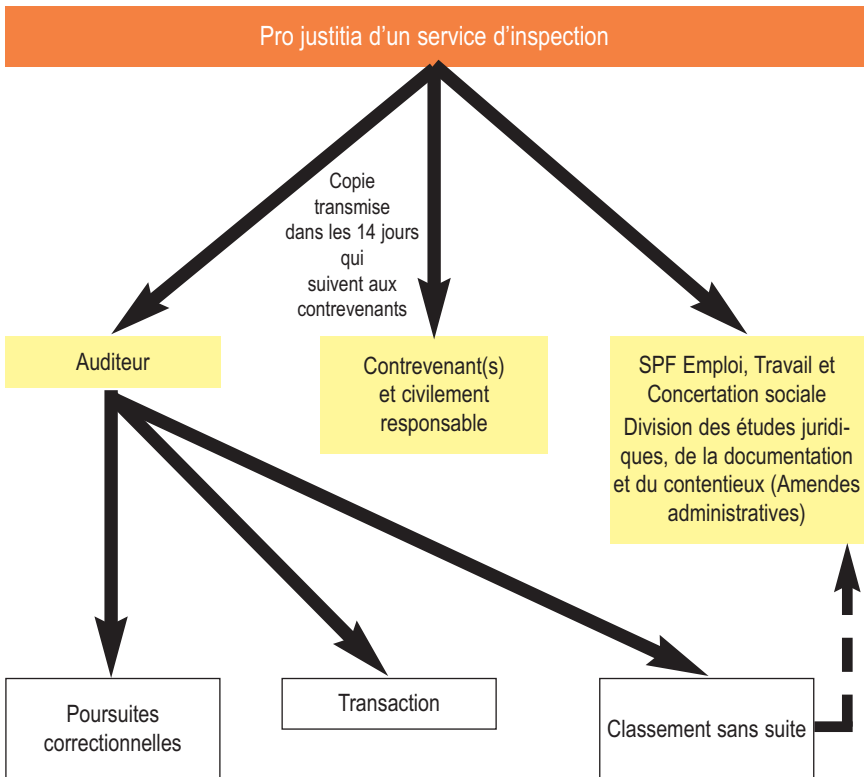 Pro justitia d’un service d’inspection
Copie
transmise
dans les 14 jours
qui
suivent aux
contrevenants
Auditeur
Contrevenant(s)
et civilement
responsable
SPF Emploi, Travail et
Concertation sociale
Division des études juridi-
ques, de la documentation
et du contentieux (Amendes
administratives)
Poursuites
correctionnelles
Transaction
Classement sans suite